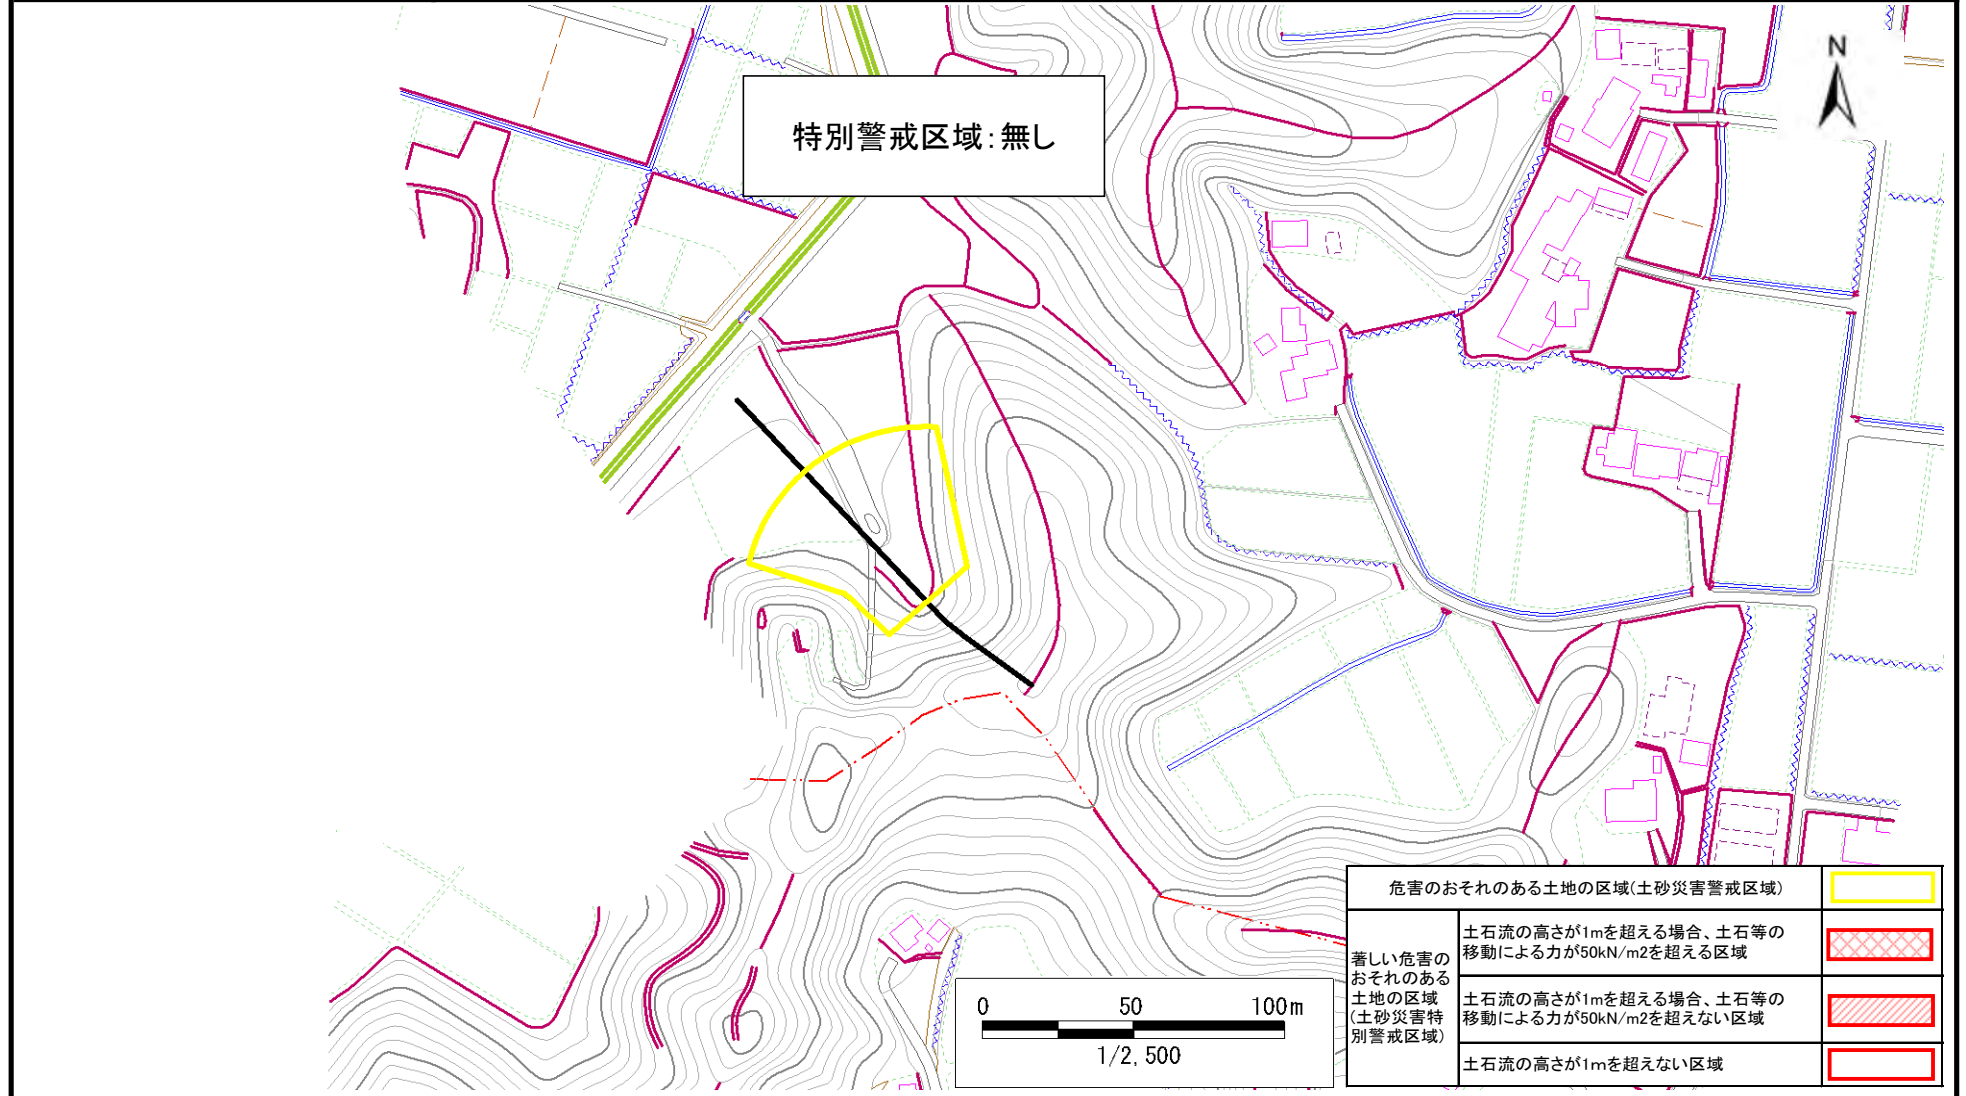 N
特別警戒区域：無し
危害のおそれのある土地の区域(土砂災害警戒区域)
著しい危害の
おそれのある
土地の区域
(土砂災害特
別警戒区域)
土石流の高さが1mを超える場合、土石等の
移動による力が50kN/m2を超える区域
土石流の高さが1mを超える場合、土石等の
移動による力が50kN/m2を超えない区域
土石流の高さが1mを超えない区域
0 50 100m
1/2,500